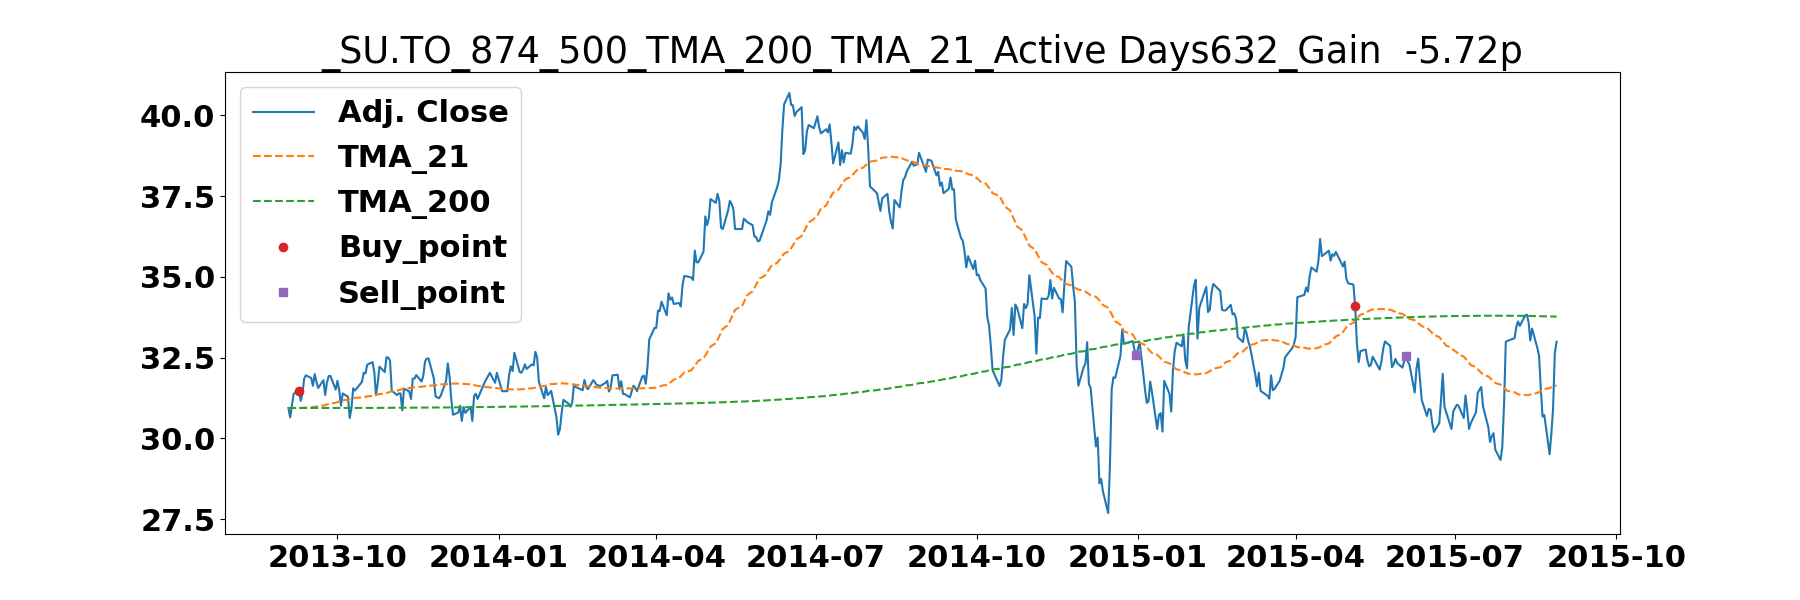 _SU.TO_874_500_TMA_200_TMA_21_Active Days632_Gain  -5.72p
40.0
37.5
35.0
32.5
30.0
27.5
Adj. Close
TMA_21
TMA_200
Buy_point
Sell_point
2013-10 2014-01 2014-04 2014-07 2014-10 2015-01 2015-04 2015-07 2015-10